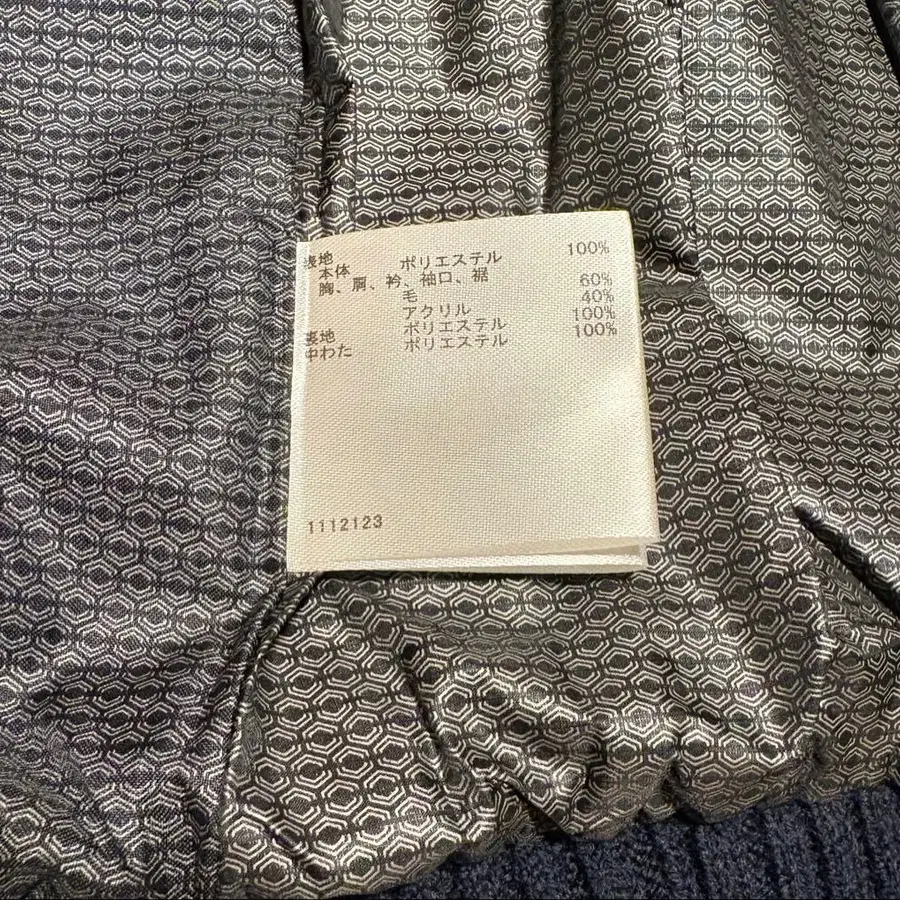 表地
本体 ポリエステル 100%
胸、肩、衿、袖口、裾
毛 60%
アクリル 40%
裏地 ポリエステル 100%
中わた ポリエステル 100%
1112123